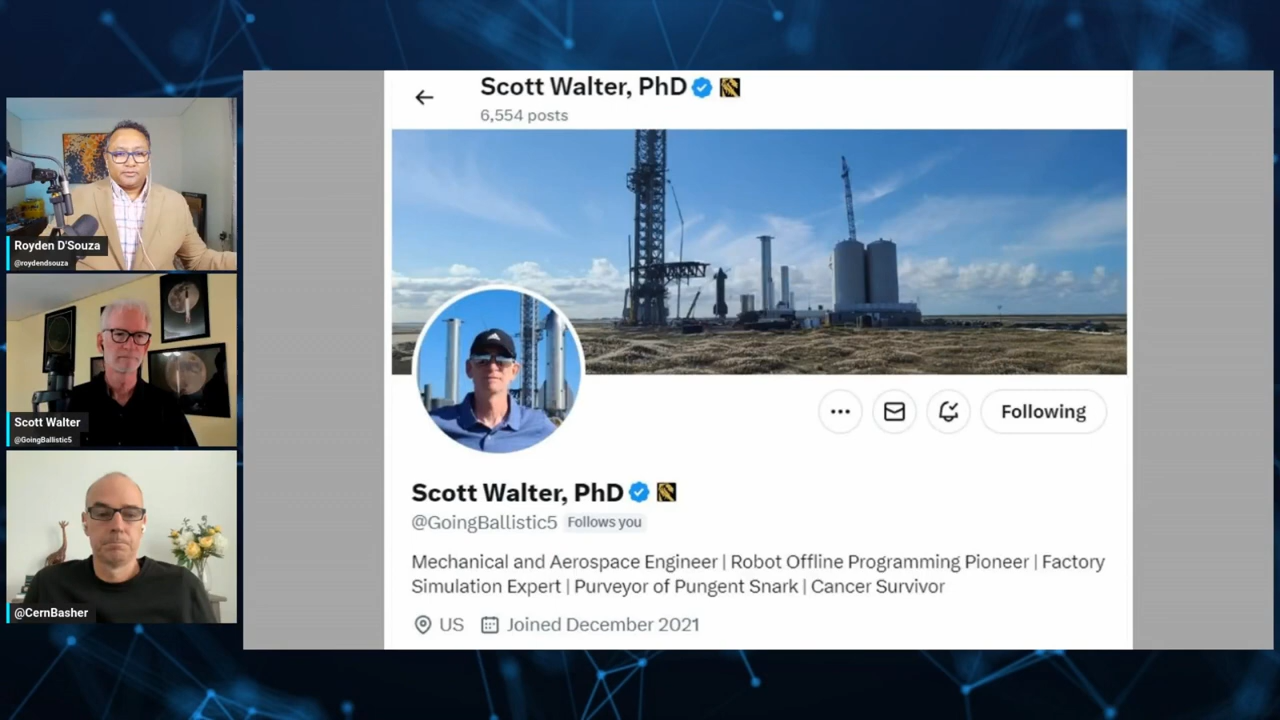 Royden D'Souza
@roydendsouza
Scott Walter
@GoingBallistic5
@CernBasher
Scott Walter, PhD
6,554 posts
Following
Scott Walter, PhD
@GoingBallistic5 Follows you
Mechanical and Aerospace Engineer | Robot Offline Programming Pioneer | Factory
Simulation Expert | Purveyor of Pungent Snark | Cancer Survivor
US Joined December 2021